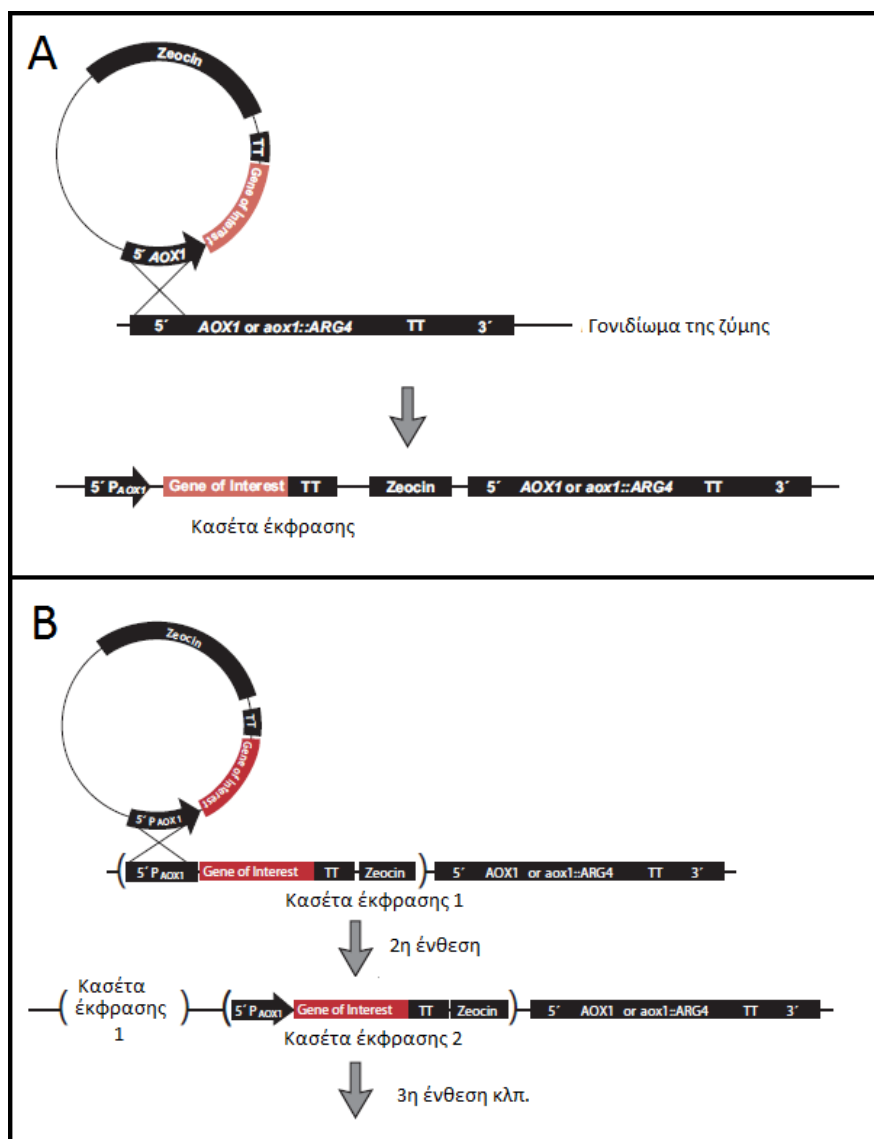 A
Zeocin
TT
Gene of Interest
5´ AOX1
5´ AOX1 or aox1::ARG4 TT 3´
Γονιδίωμα της ζύμης
5´ PAOX1 Gene of Interest TT Zeocin 5´ AOX1 or aox1::ARG4 TT 3´
Κασέτα έκφρασης
B
Zeocin
TT
Gene of Interest
5´ PAOX1
( 5´ PAOX1 Gene of Interest TT Zeocin ) 5´ AOX1 or aox1::ARG4 TT 3´
Κασέτα έκφρασης 1
2η ένθεση
( Κασέτα
έκφρασης
1 )
( 5´ PAOX1 Gene of Interest TT Zeocin ) 5´ AOX1 or aox1::ARG4 TT 3´
Κασέτα έκφρασης 2
3η ένθεση κλπ.